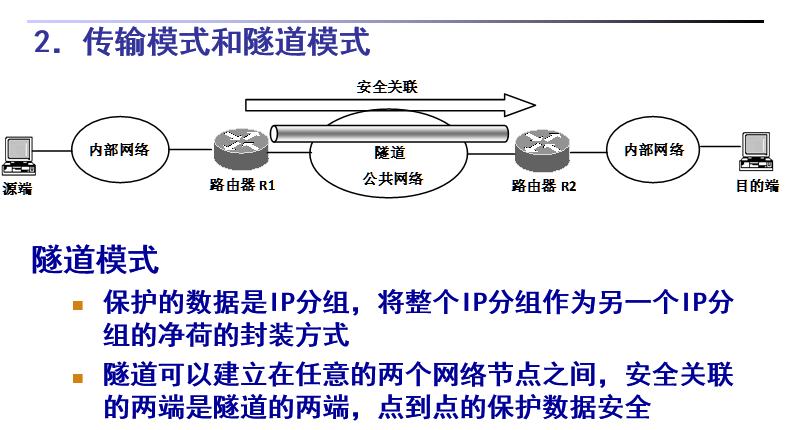 2．传输模式和隧道模式
安全关联
内部网络
隧道
内部网络
公共网络
源端
路由器 R1
路由器 R2
目的端
隧道模式
保护的数据是IP分组，将整个IP分组作为另一个IP分
组的净荷的封装方式
隧道可以建立在任意的两个网络节点之间，安全关联
的两端是隧道的两端，点到点的保护数据安全